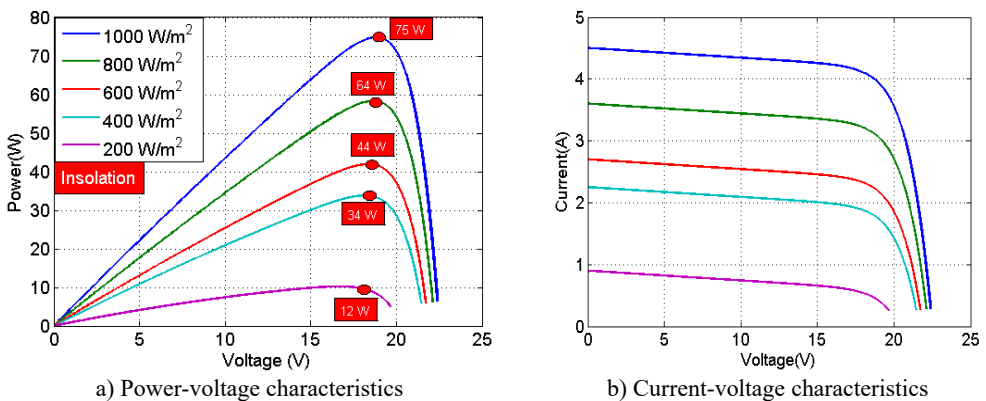 80
70
60
50
40
30
20
10
0
Power(W)
1000 W/m²
800 W/m²
600 W/m²
400 W/m²
200 W/m²
Insolation
75 W
64 W
44 W
34 W
12 W
0 5 10 15 20 25
Voltage (V)
a) Power-voltage characteristics
5
4
3
2
1
0
Current(A)
0 5 10 15 20 25
Voltage(V)
b) Current-voltage characteristics